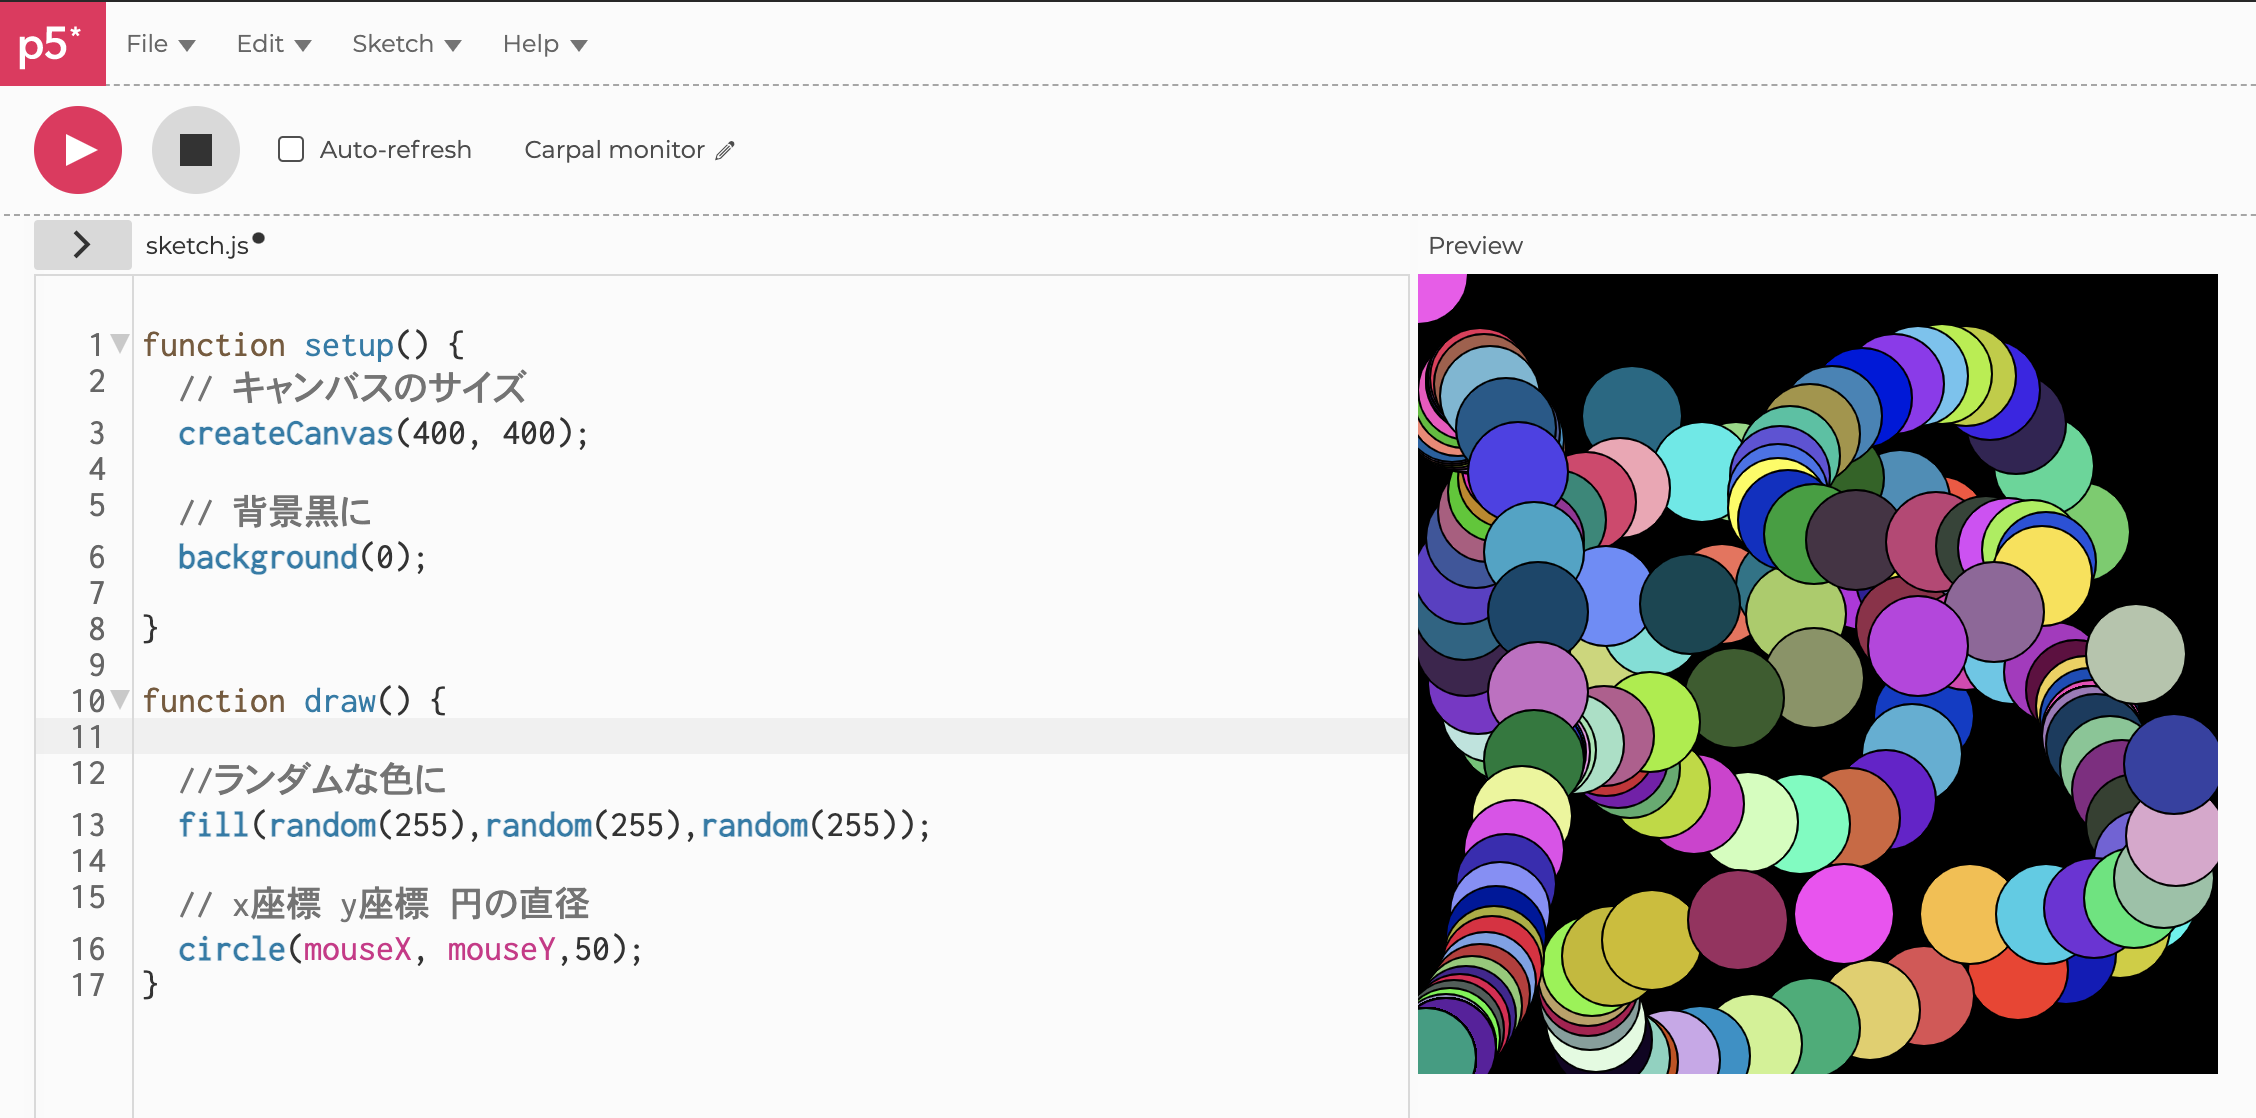 p5*
File Edit Sketch Help
Auto-refresh Carpal monitor
sketch.js
Preview
1 function setup() {
2 // キャンバスのサイズ
3 createCanvas(400, 400);
4
5 // 背景黒に
6 background(0);
7
8 }
9
10 function draw() {
11
12 //ランダムな色に
13 fill(random(255),random(255),random(255));
14
15 // x座標 y座標 円の直径
16 circle(mouseX, mouseY,50);
17 }